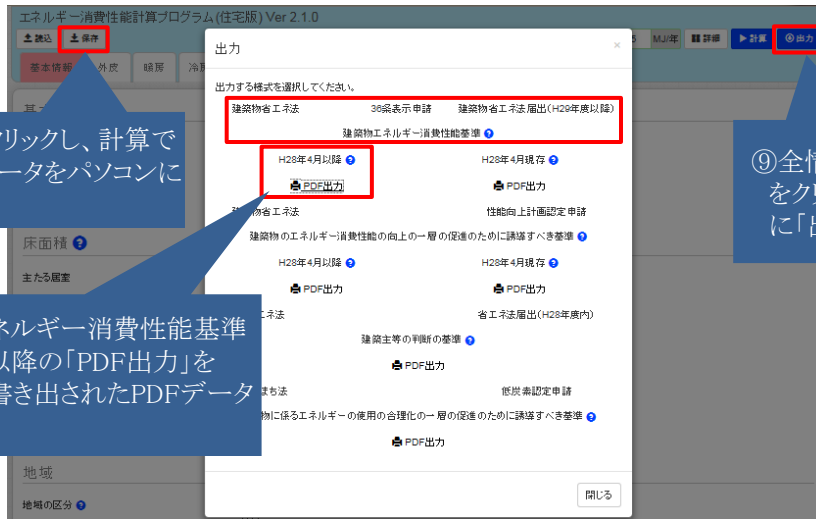 エネルギー消費性能計算プログラム(住宅版) Ver 2.1.0
読込 保存
5 MJ/年 詳細 計算 出力
基本情報 外皮 暖房 冷房
出力 ×
出力する様式を選択してください。
建築物省エネ法 36条表示申請 建築物省エネ法届出(H29年度以降)
建築物エネルギー消費性能基準
H28年4月以降 H28年4月現存
PDF出力 PDF出力
建築物省エネ法 性能向上計画認定申請
建築物のエネルギー消費性能の向上の一層の促進のために誘導すべき基準
H28年4月以降 H28年4月現存
PDF出力 PDF出力
エネ法 省エネ法届出(H28年度内)
建築主等の判断の基準
PDF出力
まち法 低炭素認定申請
物に係るエネルギーの使用の合理化の一層の促進のために誘導すべき基準
PDF出力
閉じる
リックし、計算で
ータをパソコンに
床面積
主たる居室
ネルギー消費性能基準
以降の「PDF出力」を
書き出されたPDFデータ
地域
地域の区分
⑨全情
をクリ
に「出